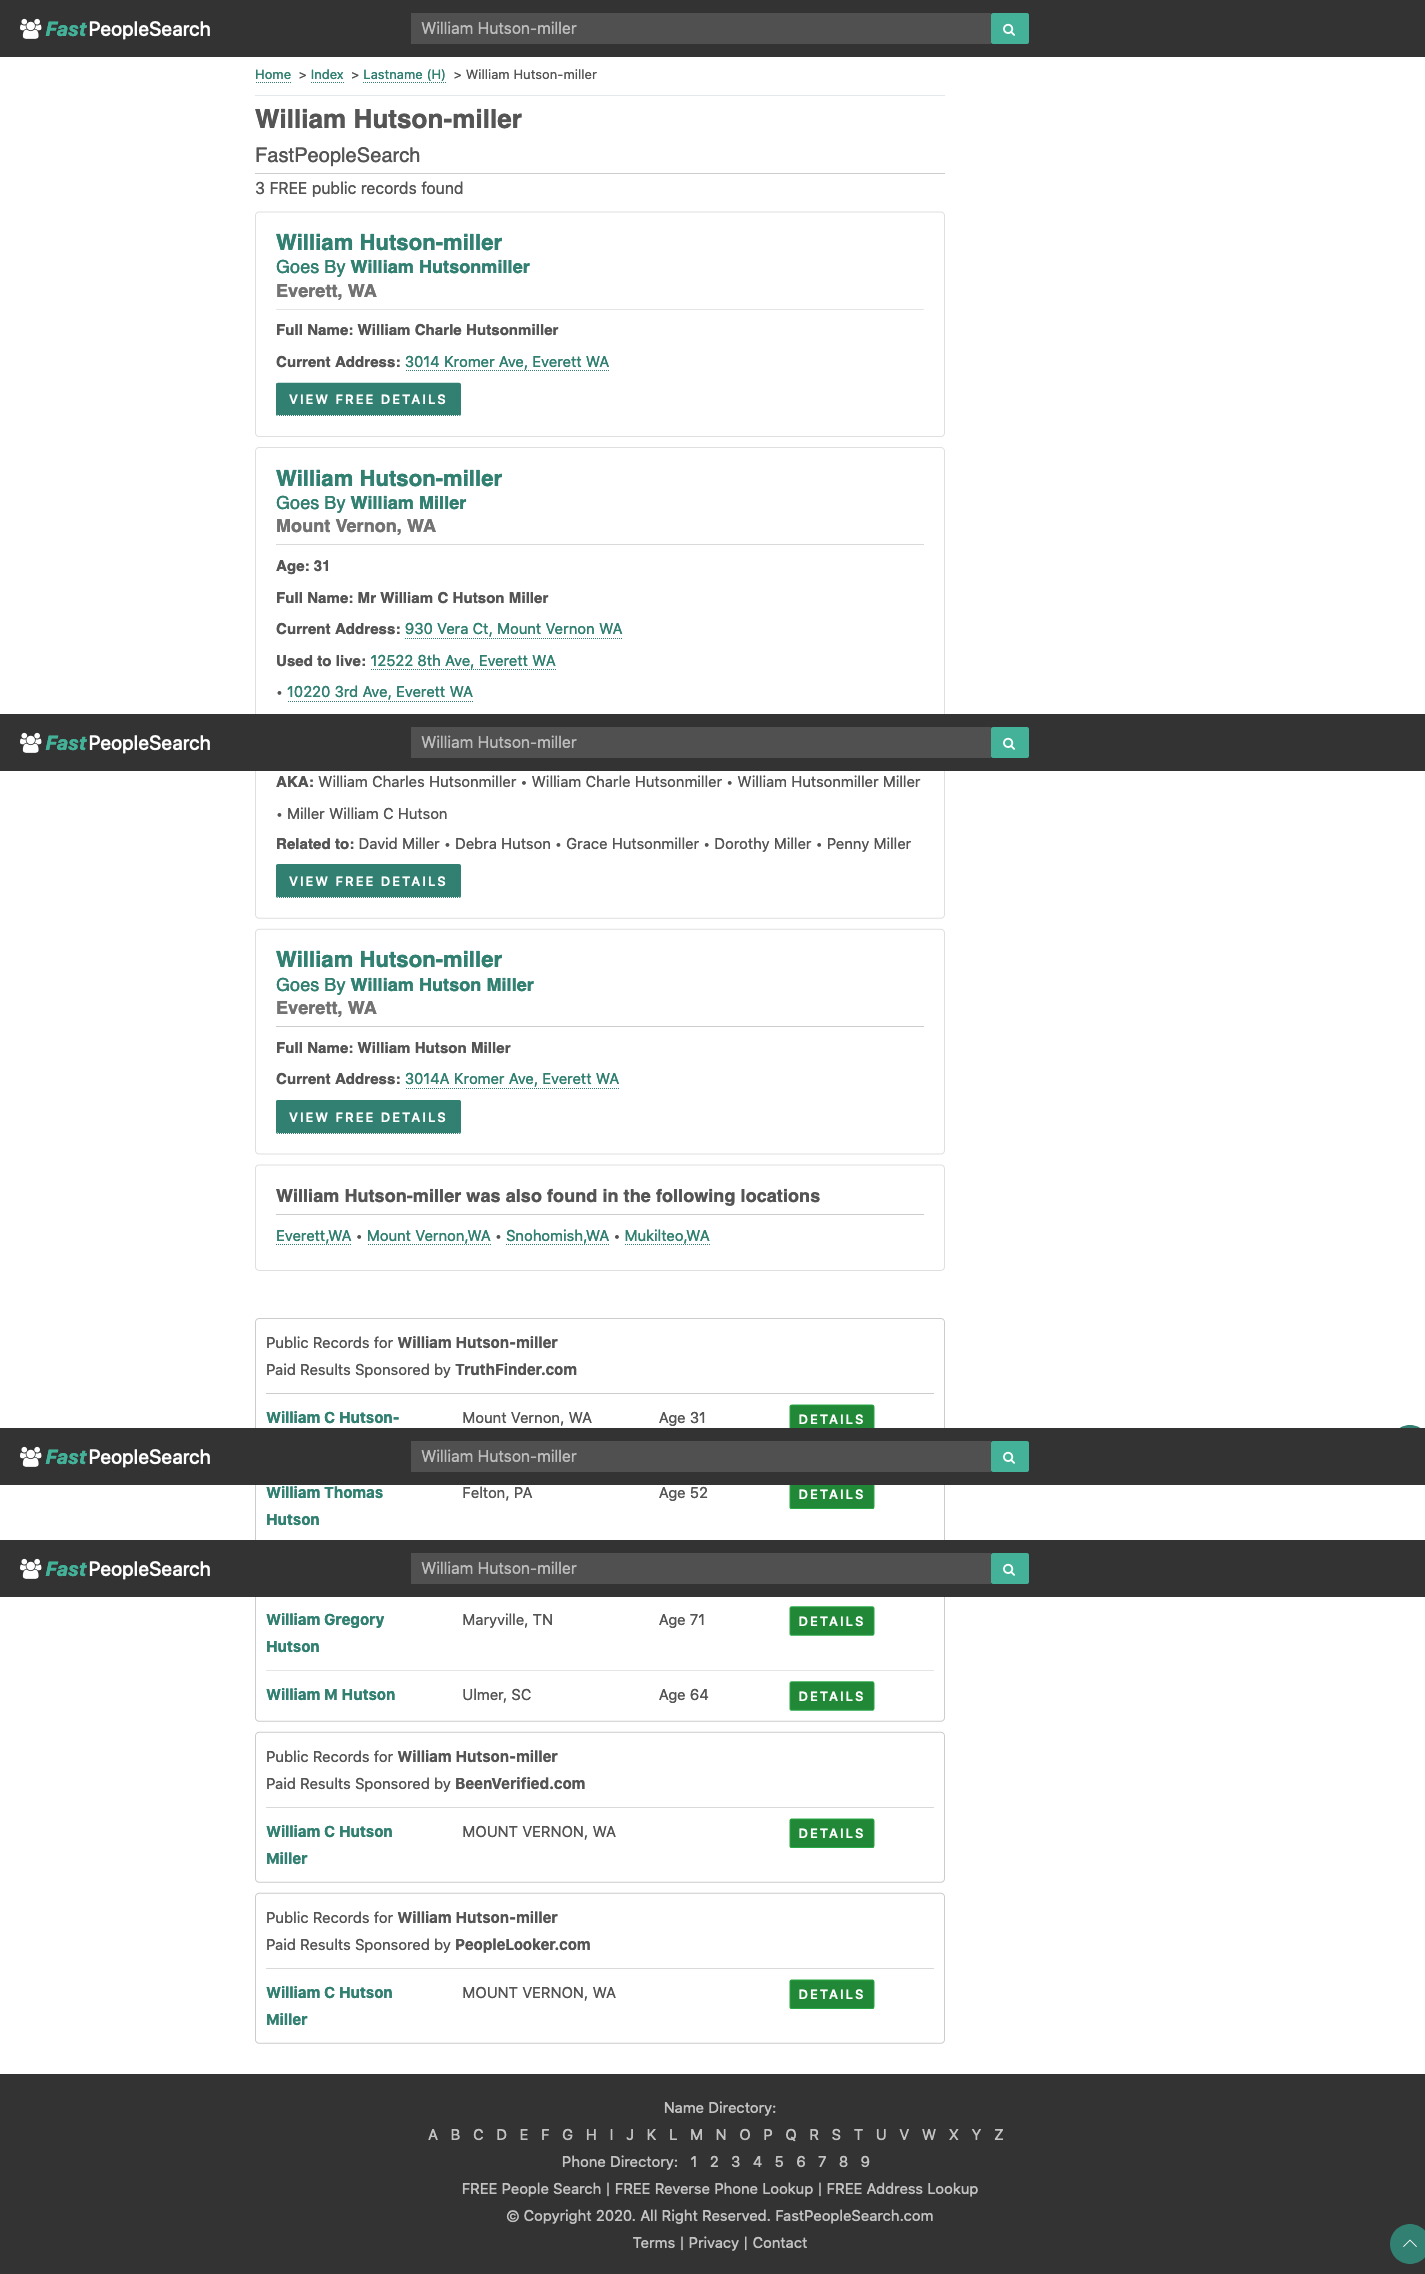 FastPeopleSearch
William Hutson-miller
Home > Index > Lastname (H) > William Hutson-miller
William Hutson-miller
FastPeopleSearch
3 FREE public records found
William Hutson-miller
Goes By William Hutsonmiller
Everett, WA
Full Name: William Charle Hutsonmiller
Current Address: 3014 Kromer Ave, Everett WA
VIEW FREE DETAILS
William Hutson-miller
Goes By William Miller
Mount Vernon, WA
Age: 31
Full Name: Mr William C Hutson Miller
Current Address: 930 Vera Ct, Mount Vernon WA
Used to live: 12522 8th Ave, Everett WA
• 10220 3rd Ave, Everett WA
FastPeopleSearch
William Hutson-miller
AKA: William Charles Hutsonmiller • William Charle Hutsonmiller • William Hutsonmiller Miller
• Miller William C Hutson
Related to: David Miller • Debra Hutson • Grace Hutsonmiller • Dorothy Miller • Penny Miller
VIEW FREE DETAILS
William Hutson-miller
Goes By William Hutson Miller
Everett, WA
Full Name: William Hutson Miller
Current Address: 3014A Kromer Ave, Everett WA
VIEW FREE DETAILS
William Hutson-miller was also found in the following locations
Everett,WA • Mount Vernon,WA • Snohomish,WA • Mukilteo,WA
Public Records for William Hutson-miller
Paid Results Sponsored by TruthFinder.com
William C Hutson- Mount Vernon, WA Age 31 DETAILS
FastPeopleSearch
William Hutson-miller
William Thomas Felton, PA Age 52 DETAILS
Hutson
FastPeopleSearch
William Hutson-miller
William Gregory Maryville, TN Age 71 DETAILS
Hutson
William M Hutson Ulmer, SC Age 64 DETAILS
Public Records for William Hutson-miller
Paid Results Sponsored by BeenVerified.com
William C Hutson MOUNT VERNON, WA DETAILS
Miller
Public Records for William Hutson-miller
Paid Results Sponsored by PeopleLooker.com
William C Hutson MOUNT VERNON, WA DETAILS
Miller
Name Directory:
A B C D E F G H I J K L M N O P Q R S T U V W X Y Z
Phone Directory: 1 2 3 4 5 6 7 8 9
FREE People Search | FREE Reverse Phone Lookup | FREE Address Lookup
© Copyright 2020. All Right Reserved. FastPeopleSearch.com
Terms | Privacy | Contact